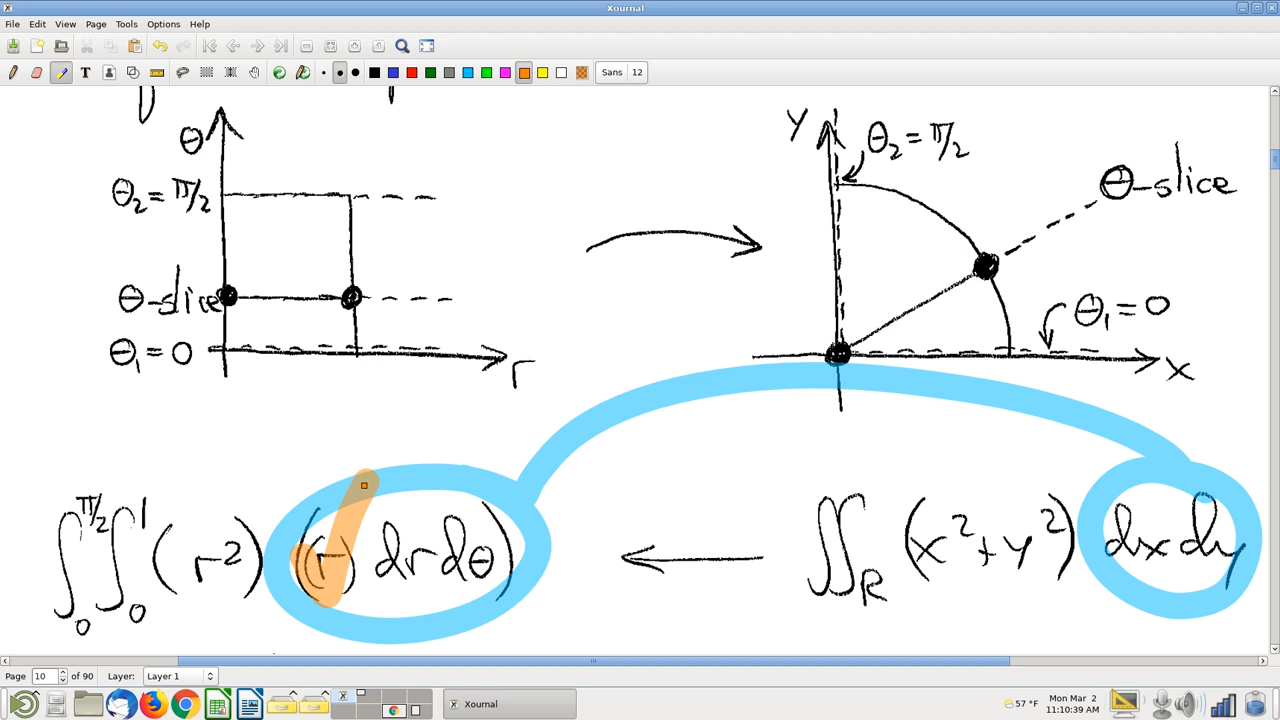 Xournal
File Edit View Page Tools Options Help
Sans 12
θ
θ₂ = π/2
θ-slice
θ₁ = 0
r
y
θ₂ = π/2
θ-slice
θ₁ = 0
x
∫₀^{π/2} ∫₀^1 (r²) ((r) dr dθ) ← ∬_R (x² + y²) dx dy
Page 10 of 90 Layer: Layer 1
Xournal
57 °F
Mon Mar 2
11:10:39 AM